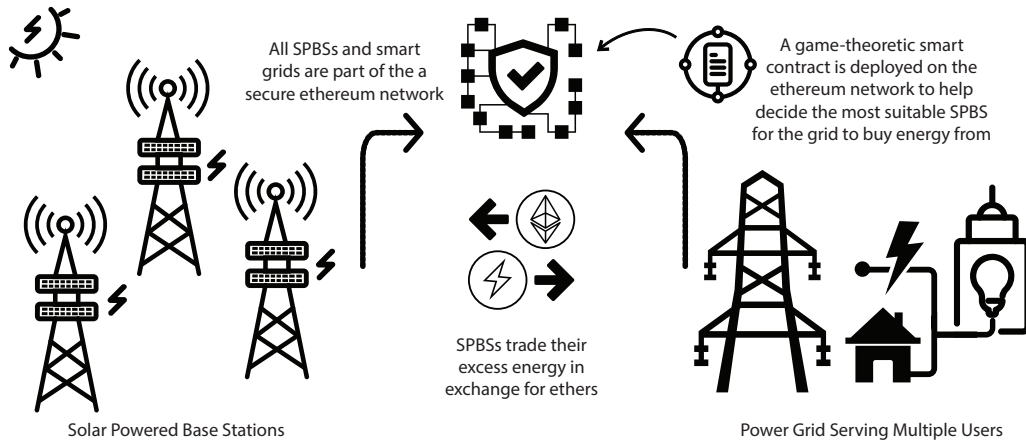 All SPBSs and smart
grids are part of the a
secure ethereum network
A game-theoretic smart
contract is deployed on the
ethereum network to help
decide the most suitable SPBS
for the grid to buy energy from
SPBSs trade their
excess energy in
exchange for ethers
Solar Powered Base Stations
Power Grid Serving Multiple Users